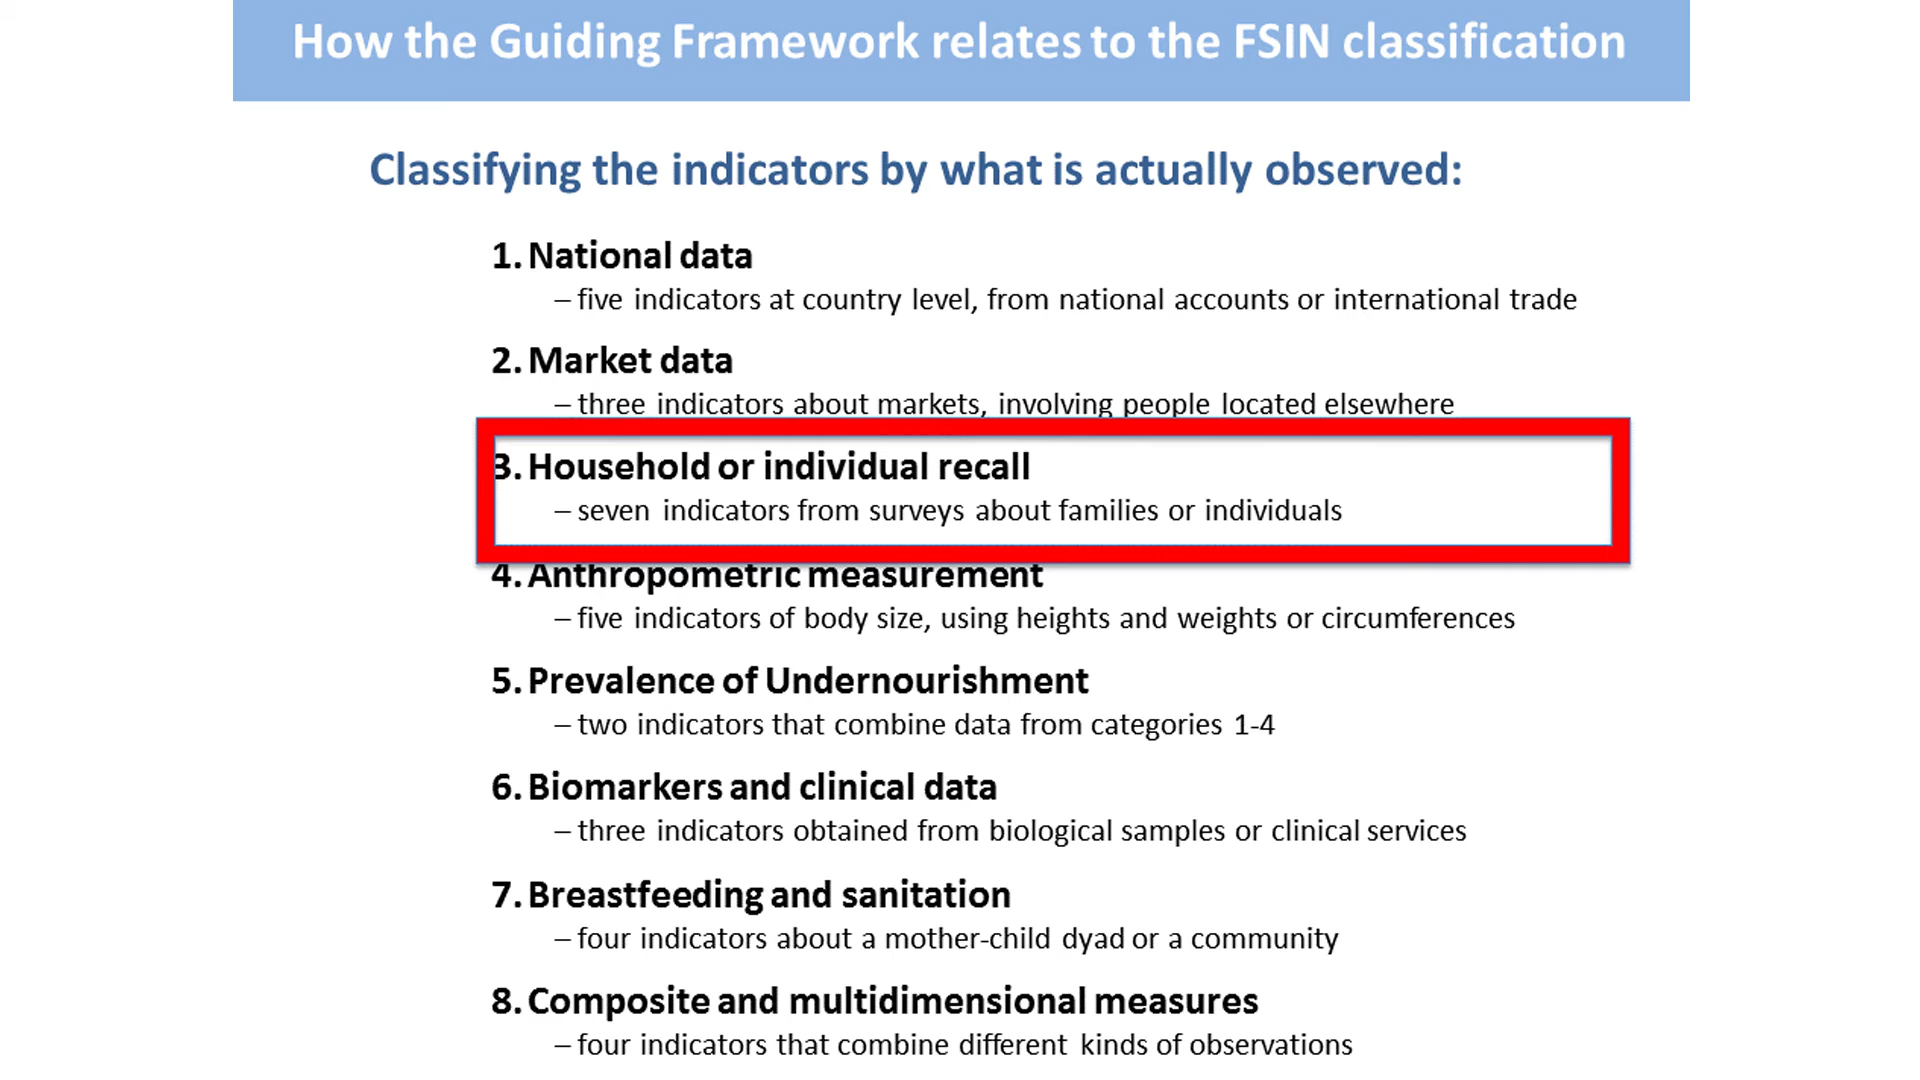 How the Guiding Framework relates to the FSIN classification
Classifying the indicators by what is actually observed:
1. National data
– five indicators at country level, from national accounts or international trade
2. Market data
– three indicators about markets, involving people located elsewhere
3. Household or individual recall
– seven indicators from surveys about families or individuals
4. Anthropometric measurement
– five indicators of body size, using heights and weights or circumferences
5. Prevalence of Undernourishment
– two indicators that combine data from categories 1-4
6. Biomarkers and clinical data
– three indicators obtained from biological samples or clinical services
7. Breastfeeding and sanitation
– four indicators about a mother-child dyad or a community
8. Composite and multidimensional measures
– four indicators that combine different kinds of observations